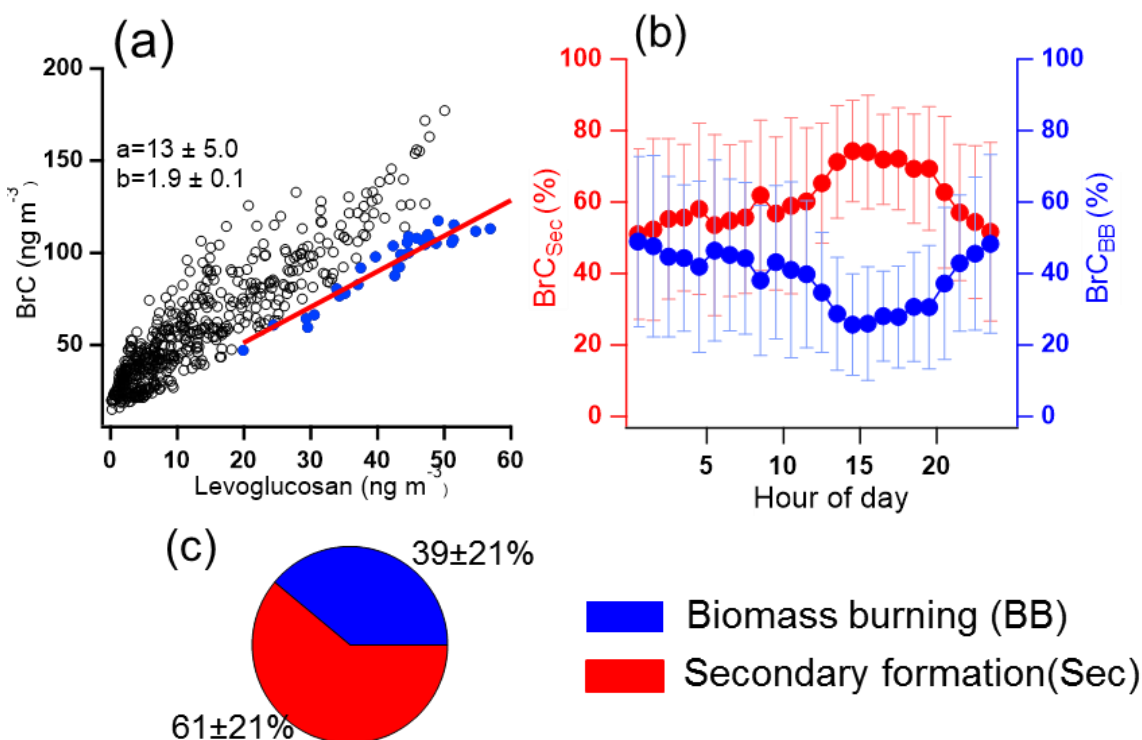 (a)
200
150
100
50
BrC (ng m⁻³)
a=13 ± 5.0
b=1.9 ± 0.1
0 10 20 30 40 50 60
Levoglucosan (ng m⁻³)
(b)
100
80
60
40
20
0
BrC_Sec (%)
100
80
60
40
20
0
BrC_BB (%)
5 10 15 20
Hour of day
(c)
39±21%
61±21%
Biomass burning (BB)
Secondary formation(Sec)